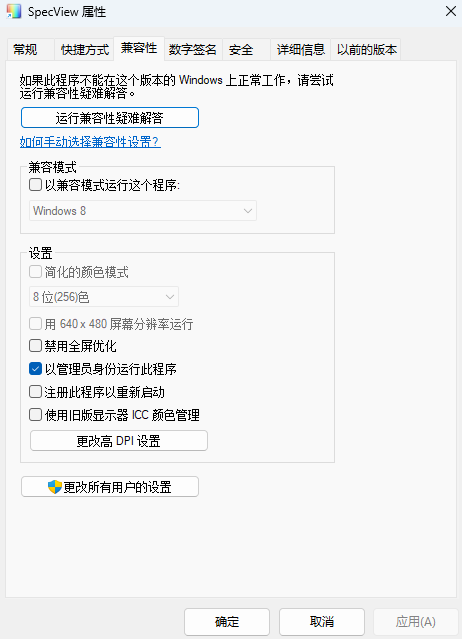 SpecView 属性
常规 快捷方式 兼容性 数字签名 安全 详细信息 以前的版本
如果此程序不能在这个版本的 Windows 上正常工作，请尝试
运行兼容性疑难解答。
运行兼容性疑难解答
如何手动选择兼容性设置?
兼容模式
以兼容模式运行这个程序:
Windows 8
设置
简化的颜色模式
8 位(256)色
用 640 x 480 屏幕分辨率运行
禁用全屏优化
以管理员身份运行此程序
注册此程序以重新启动
使用旧版显示器 ICC 颜色管理
更改高 DPI 设置
更改所有用户的设置
确定 取消 应用(A)